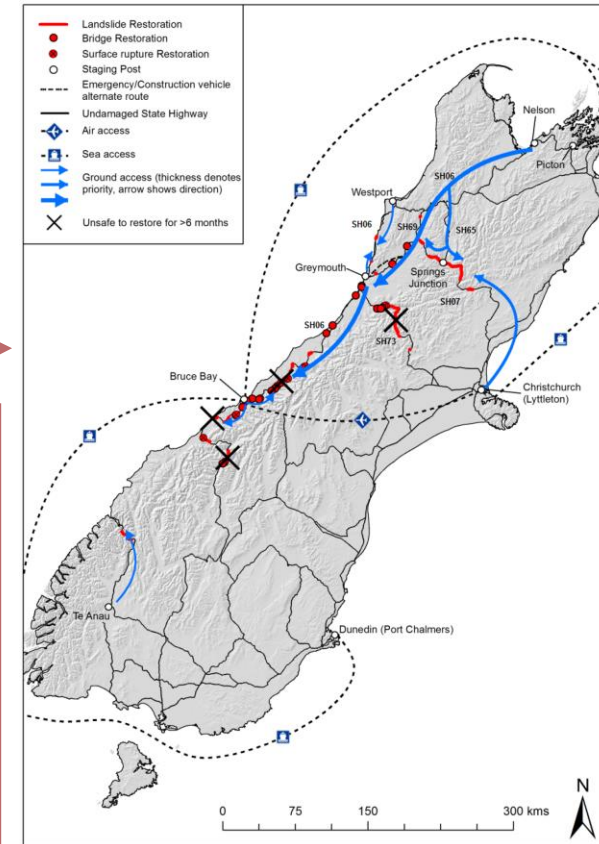 Landslide Restoration
Bridge Restoration
Surface rupture Restoration
Staging Post
Emergency/Construction vehicle
alternate route
Undamaged State Highway
Air access
Sea access
Ground access (thickness denotes
priority, arrow shows direction)
Unsafe to restore for >6 months
Nelson
Picton
SH06
Westport
SH06
SH69
SH65
Greymouth
Springs
Junction
SH07
SH06
SH73
Bruce Bay
Christchurch
(Lyttleton)
Te Anau
Dunedin (Port Chalmers)
N
0
75
150
300 kms